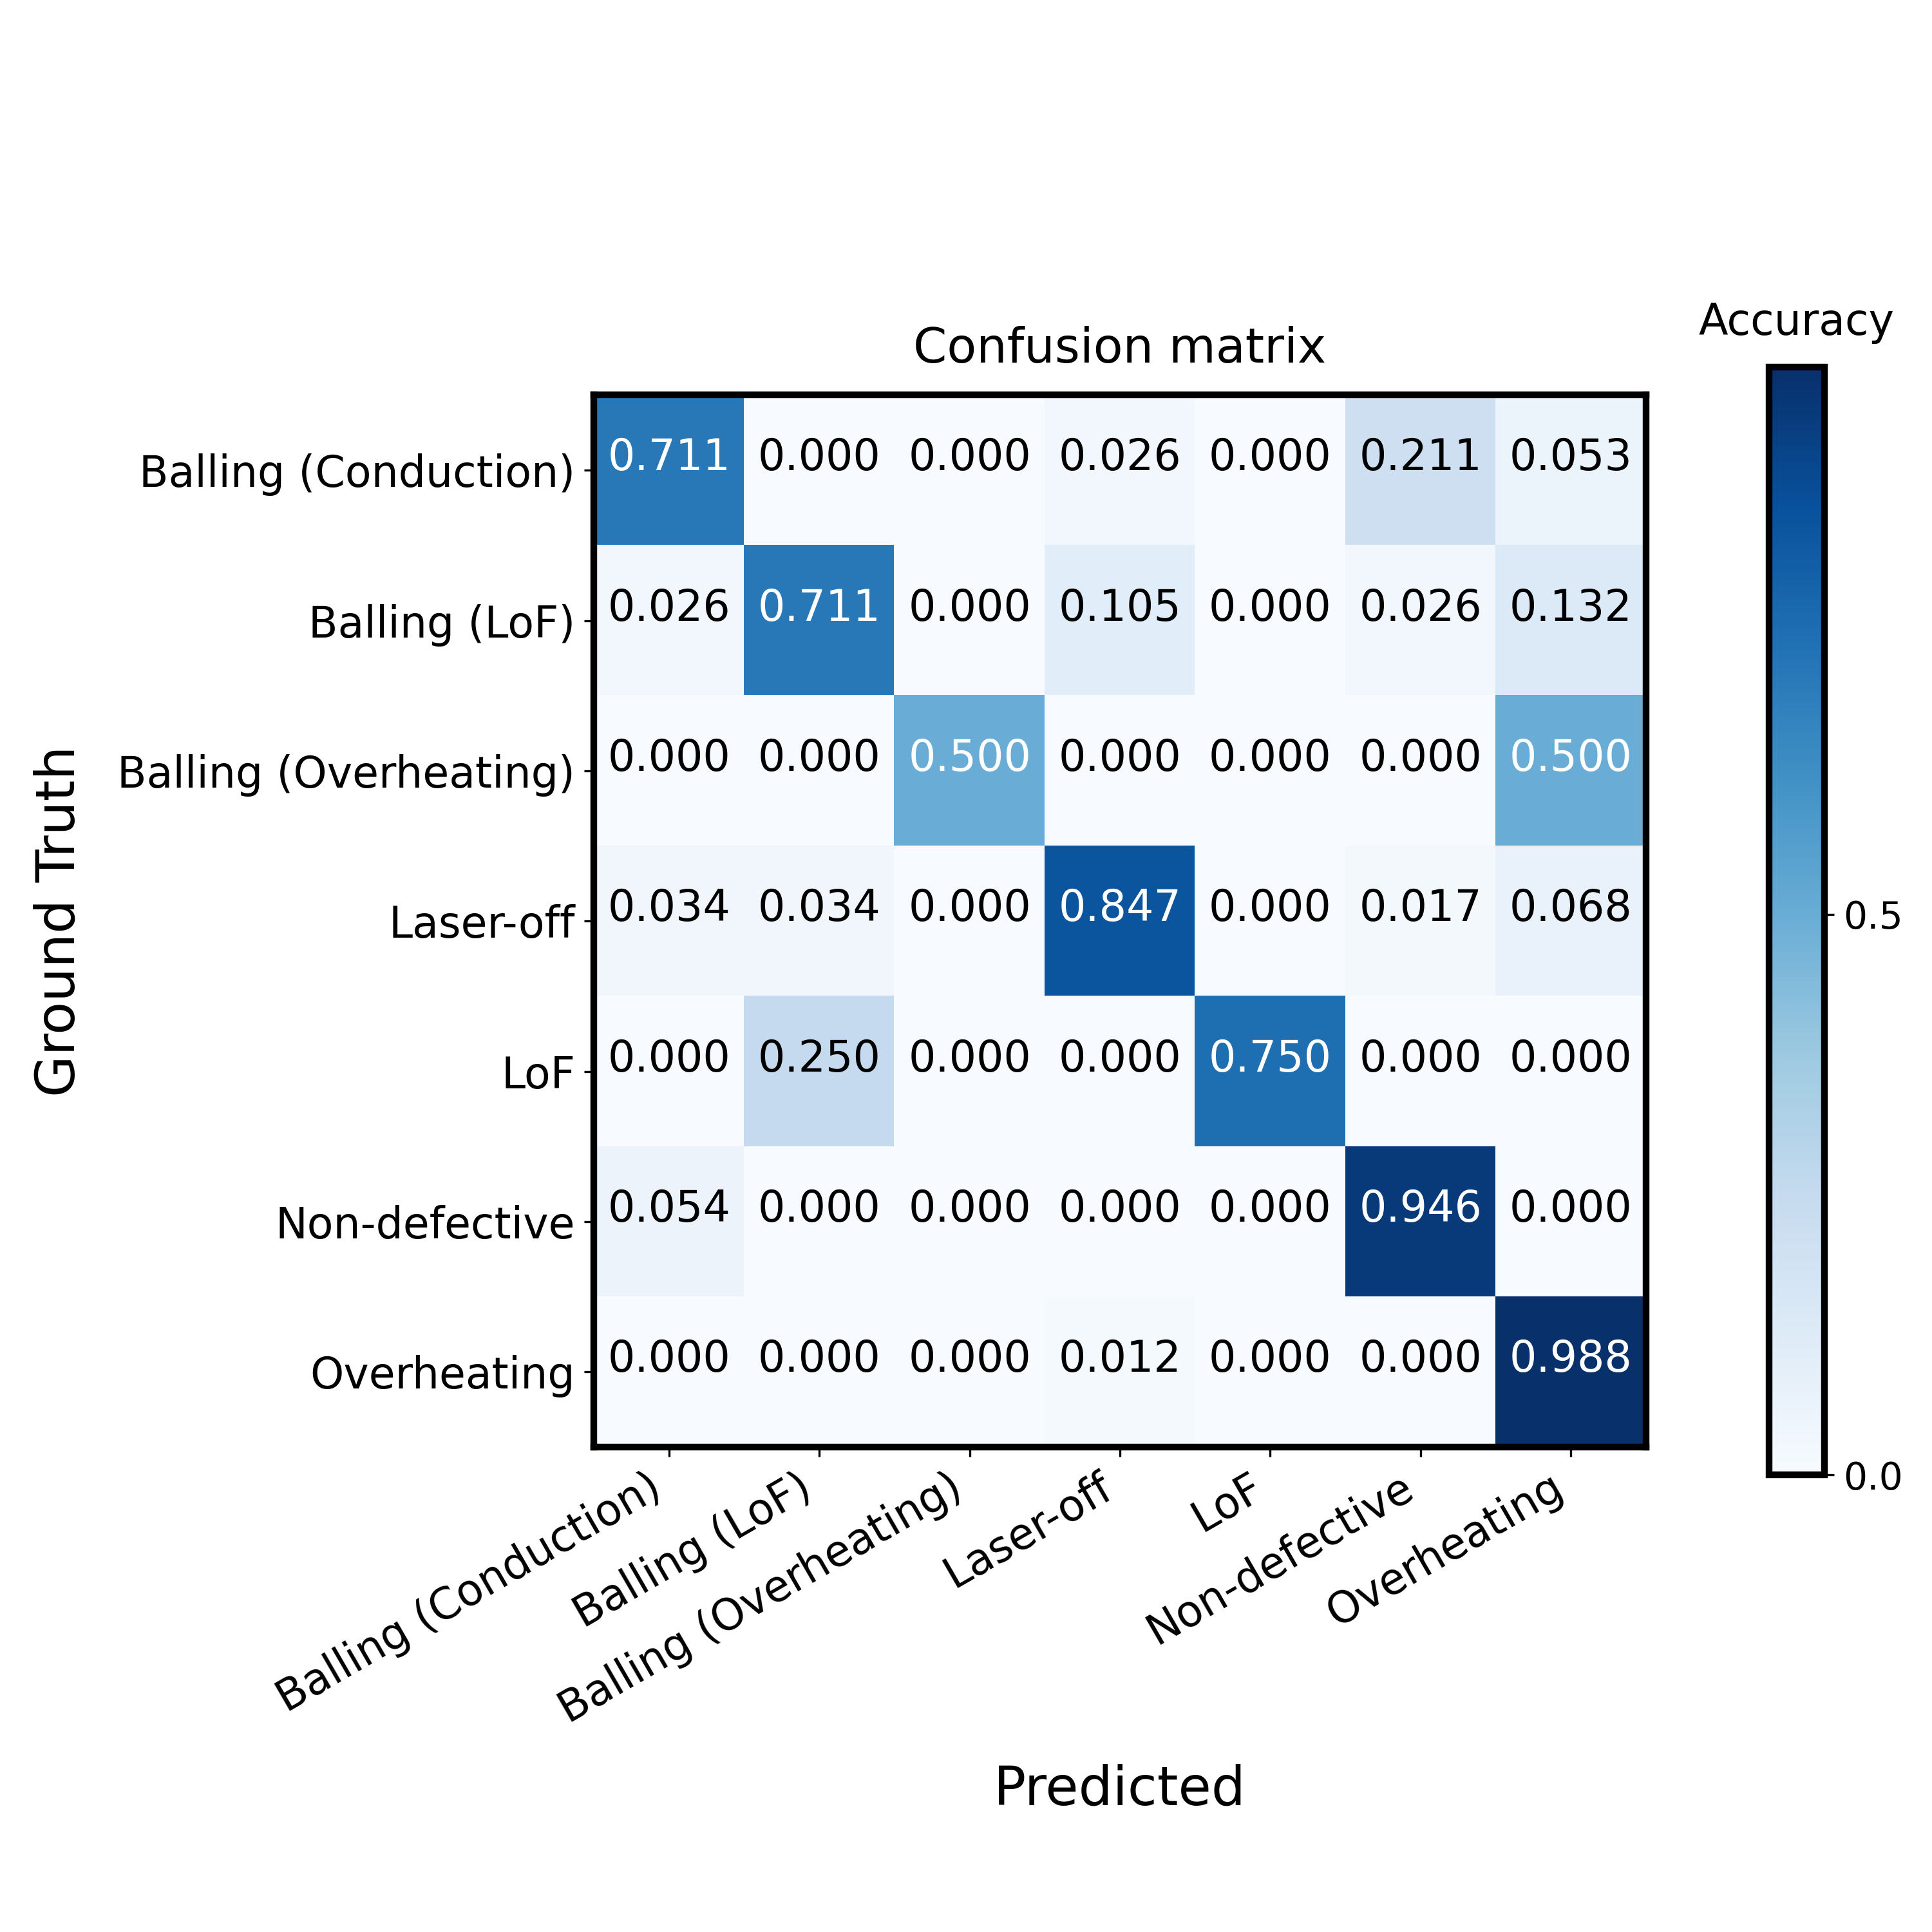 Accuracy
Confusion matrix
Ground Truth
Balling (Conduction) 0.711 0.000 0.000 0.026 0.000 0.211 0.053
Balling (LoF) 0.026 0.711 0.000 0.105 0.000 0.026 0.132
Balling (Overheating) 0.000 0.000 0.500 0.000 0.000 0.000 0.500
Laser-off 0.034 0.034 0.000 0.847 0.000 0.017 0.068
LoF 0.000 0.250 0.000 0.000 0.750 0.000 0.000
Non-defective 0.054 0.000 0.000 0.000 0.000 0.946 0.000
Overheating 0.000 0.000 0.000 0.012 0.000 0.000 0.988
Balling (Conduction)
Balling (LoF)
Balling (Overheating)
Laser-off
LoF
Non-defective
Overheating
Predicted
0.5
0.0